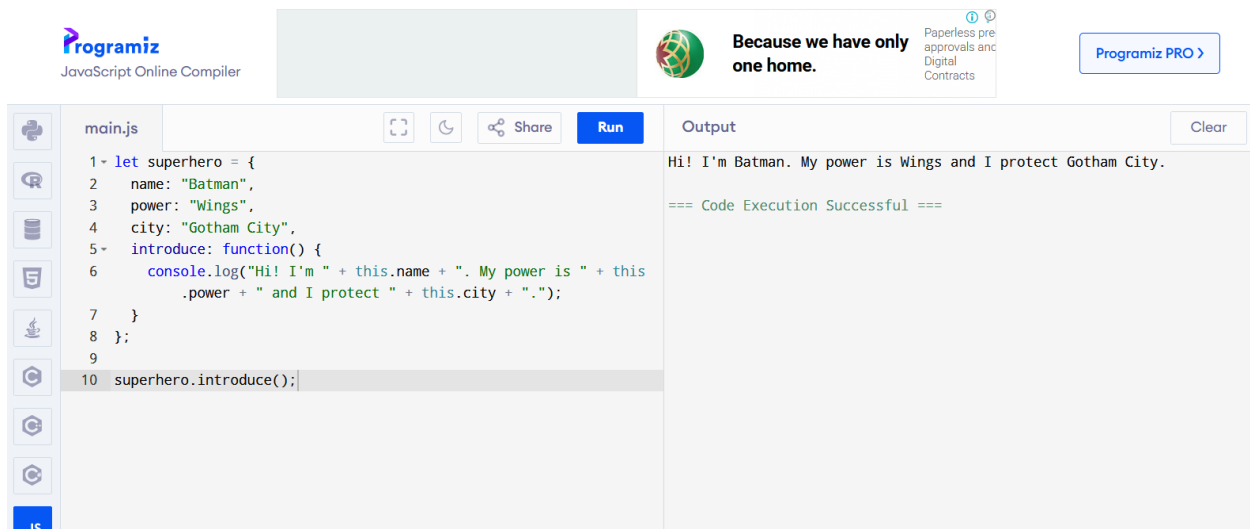 Programiz
JavaScript Online Compiler
Because we have only
one home.
Paperless pre
approvals and
Digital
Contracts
Programiz PRO >
main.js
Share
Run
Output
Clear
1 let superhero = {
2   name: "Batman",
3   power: "Wings",
4   city: "Gotham City",
5   introduce: function() {
6     console.log("Hi! I'm " + this.name + ". My power is " + this
.power + " and I protect " + this.city + ".");
7   }
8 };
9
10 superhero.introduce();
Hi! I'm Batman. My power is Wings and I protect Gotham City.
=== Code Execution Successful ===
JS